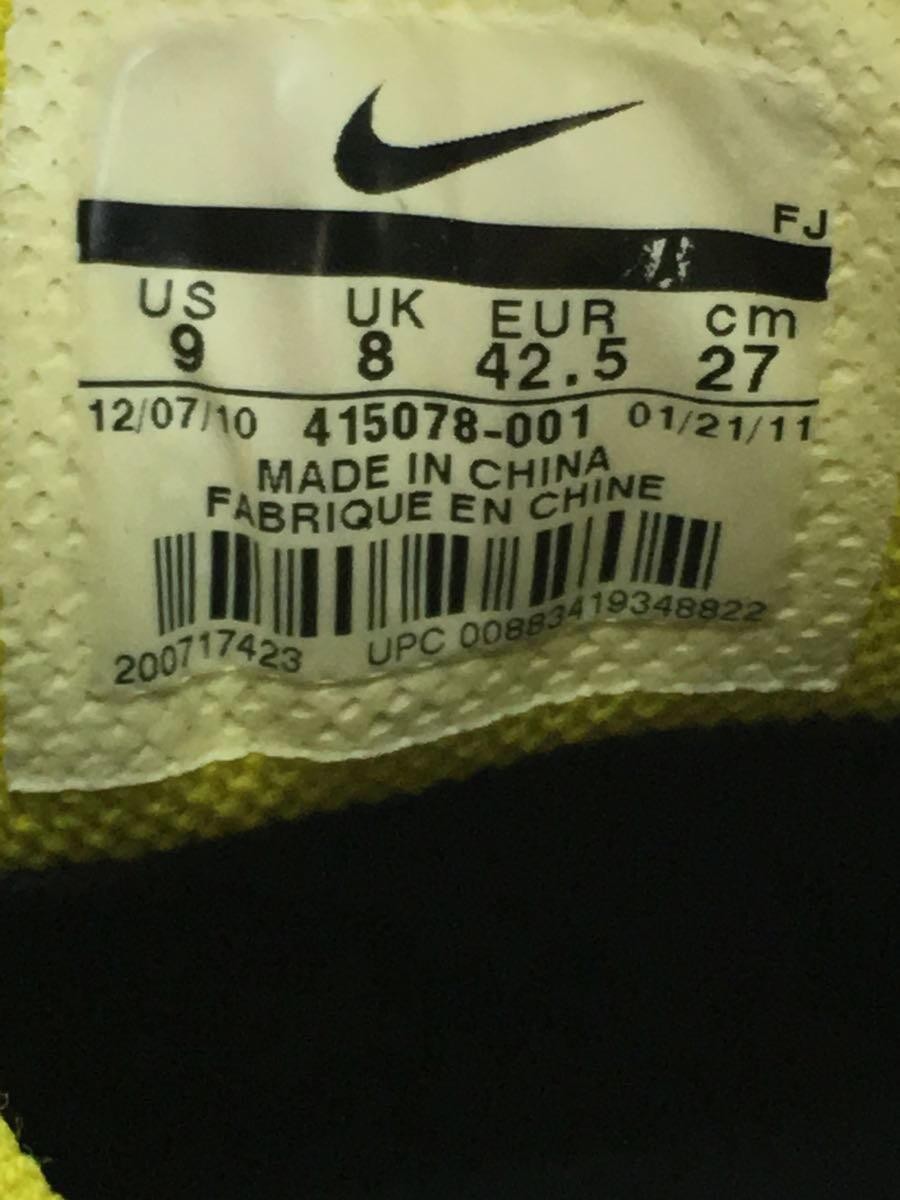 FJ
US UK EUR cm
9 8 42.5 27
12/07/10 415078-001 01/21/11
MADE IN CHINA
FABRIQUE EN CHINE
200717423 UPC 00883419348822